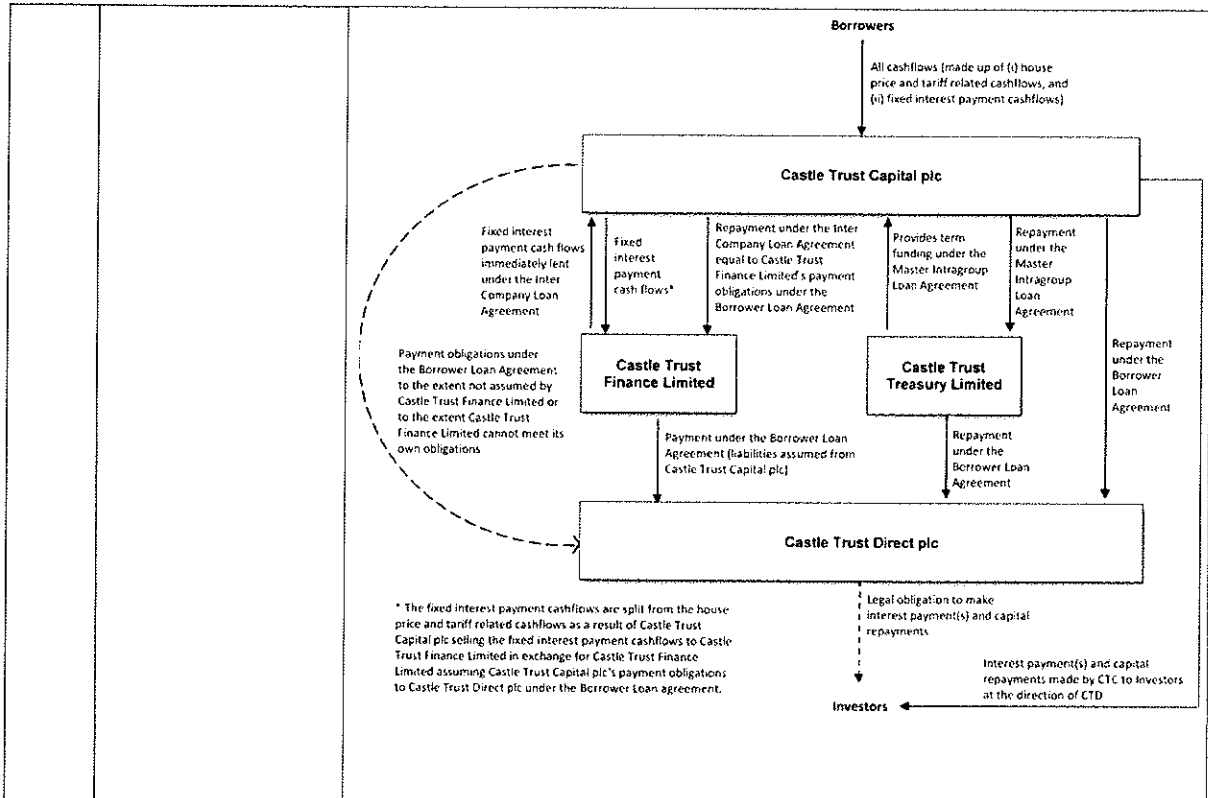 Borrowers
All cashflows (made up of (i) house
price and tariff related cashflows, and
(ii) fixed interest payment cashflows)
Castle Trust Capital plc
Fixed interest
payment cash flows
immediately lent
under the Inter
Company Loan
Agreement
Fixed
interest
payment
cash flows*
Repayment under the Inter
Company Loan Agreement
equal to Castle Trust
Finance Limited's payment
obligations under the
Borrower Loan Agreement
Provides term
funding under the
Master Intragroup
Loan Agreement
Repayment
under the
Master
Intragroup
Loan
Agreement
Payment obligations under
the Borrower Loan Agreement
to the extent not assumed by
Castle Trust Finance Limited or
to the extent Castle Trust
Finance Limited cannot meet its
own obligations
Castle Trust
Finance Limited
Castle Trust
Treasury Limited
Repayment
under the
Borrower
Loan
Agreement
Payment under the Borrower Loan
Agreement (liabilities assumed from
Castle Trust Capital plc)
Repayment
under the
Borrower Loan
Agreement
Castle Trust Direct plc
* The fixed interest payment cashflows are split from the house
price and tariff related cashflows as a result of Castle Trust
Capital plc selling the fixed interest payment cashflows to Castle
Trust Finance Limited in exchange for Castle Trust Finance
Limited assuming Castle Trust Capital plc's payment obligations
to Castle Trust Direct plc under the Borrower Loan agreement.
Legal obligation to make
interest payment(s) and capital
repayments
Interest payment(s) and capital
repayments made by CTC to Investors
at the direction of CTD
Investors